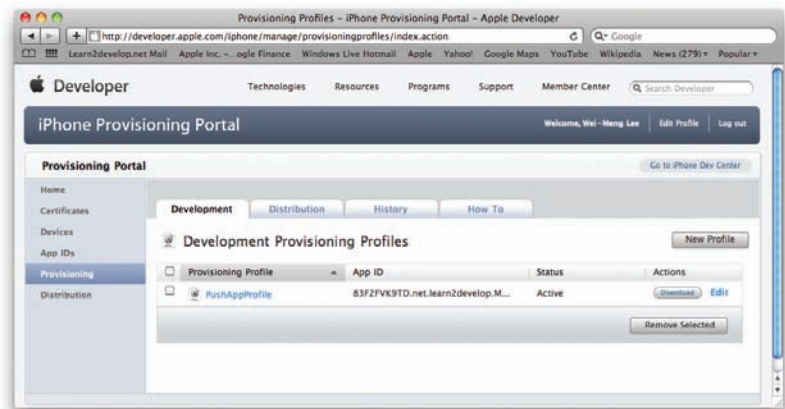 Provisioning Profiles – iPhone Provisioning Portal – Apple Developer
http://developer.apple.com/iphone/manage/provisioningprofiles/index.action
Google
Learn2develop.net Mail Apple Inc. - ...ogle Finance Windows Live Hotmail Apple Yahoo! Google Maps YouTube Wikipedia News (279) Popular
Developer
Technologies Resources Programs Support Member Center Search Developer
iPhone Provisioning Portal
Welcome, Wei-Meng Lee Edit Profile Log out
Provisioning Portal
Go to iPhone Dev Center
Home
Certificates
Devices
App IDs
Provisioning
Distribution
Development Distribution History How To
Development Provisioning Profiles
New Profile
Provisioning Profile App ID Status Actions
PushAppProfile 83F2FVK9TD.net.learn2develop.M... Active Download Edit
Remove Selected